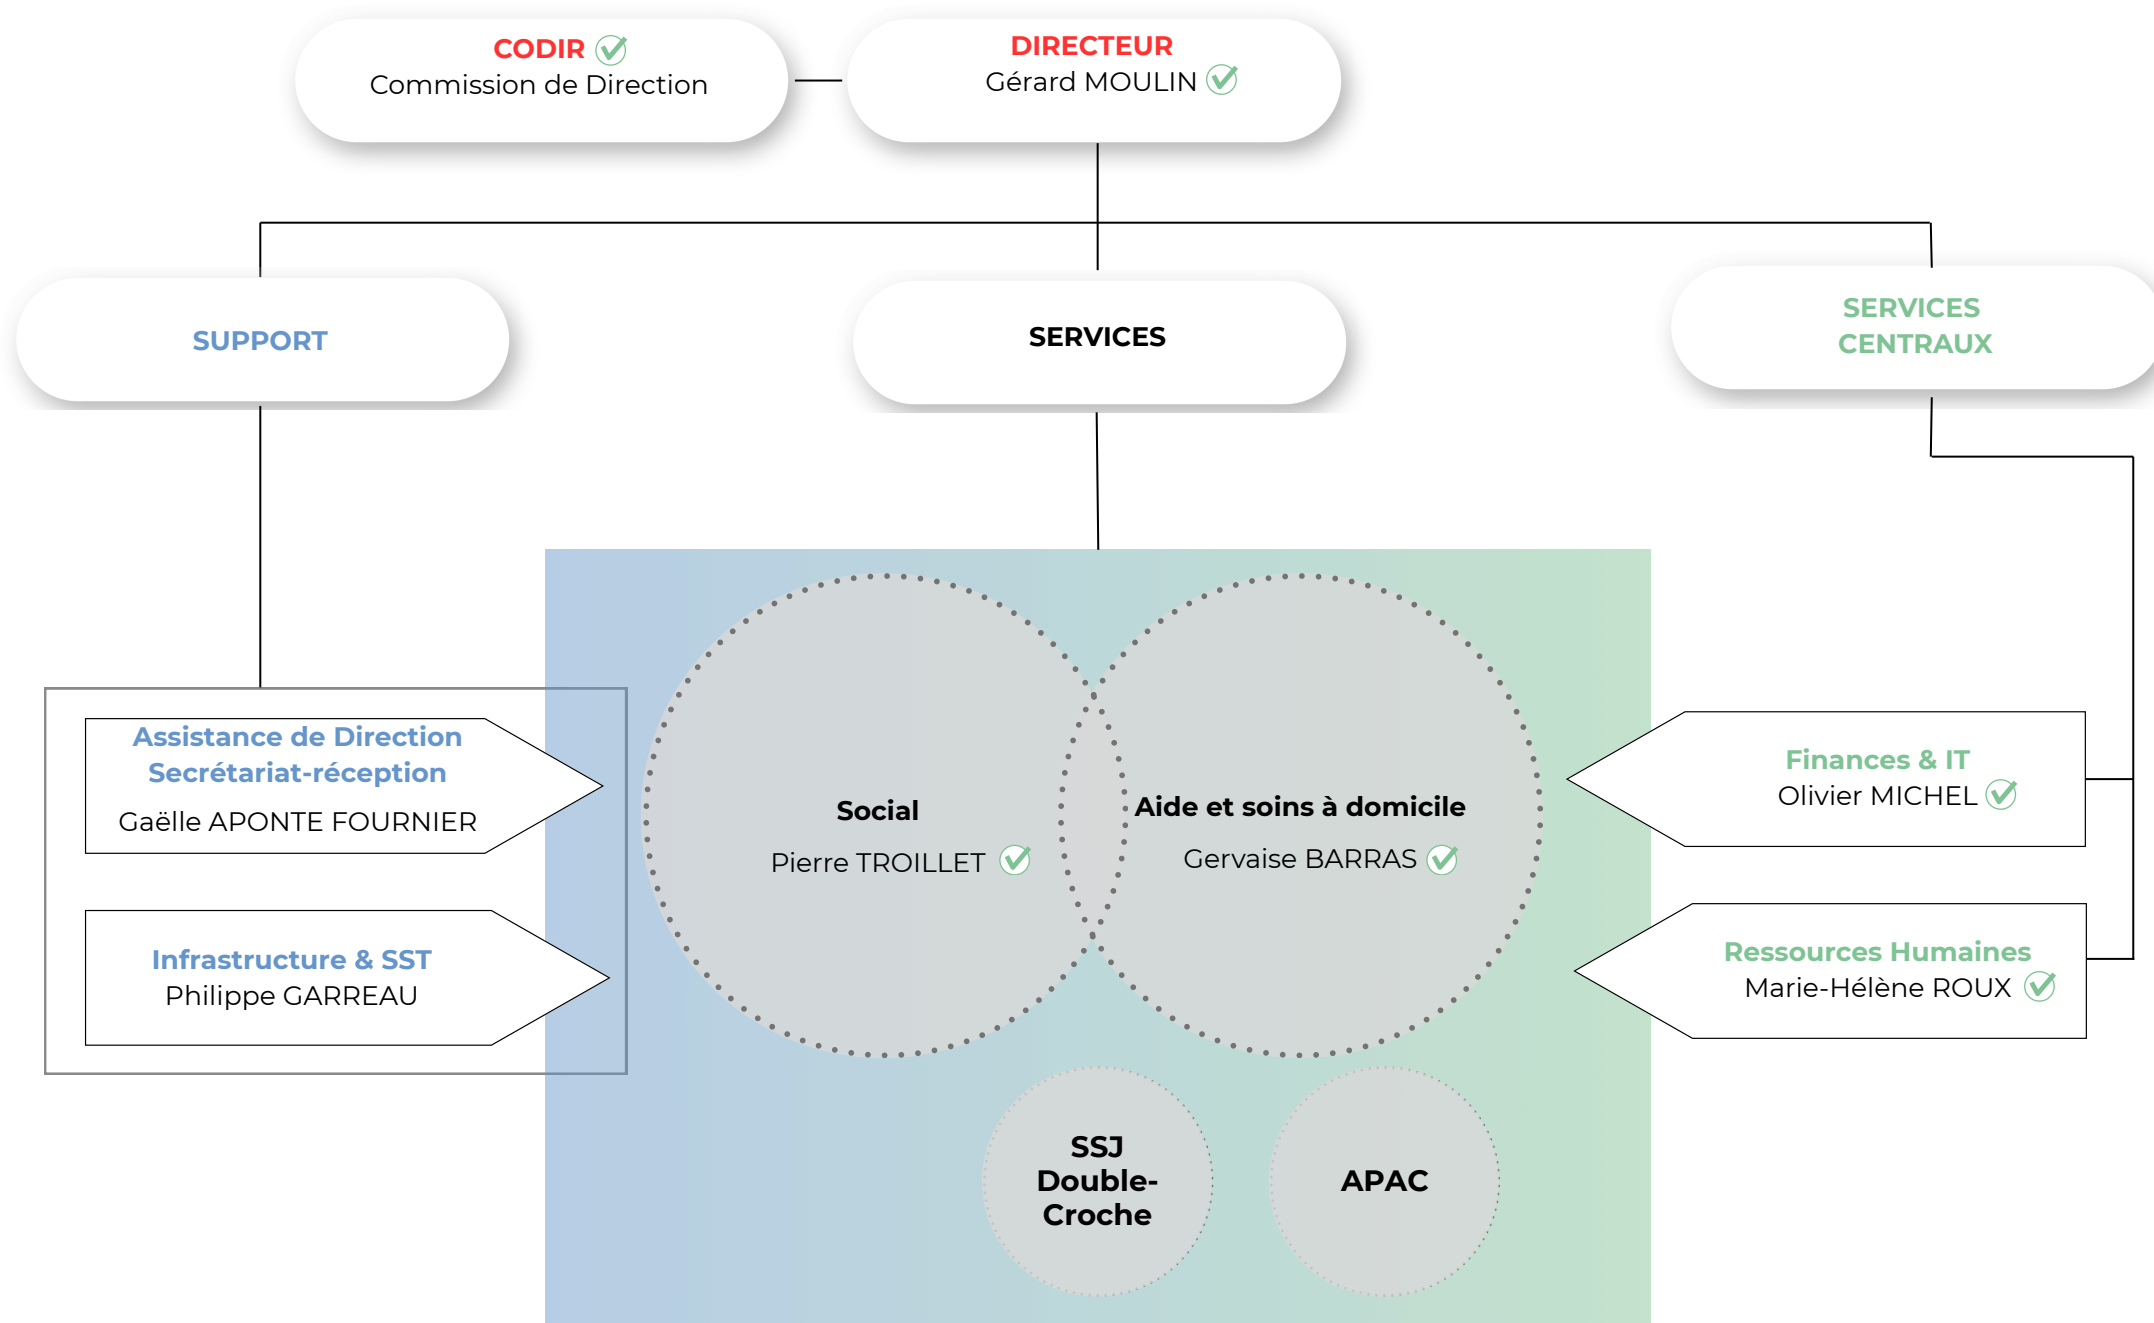 CODIR
Commission de Direction
DIRECTEUR
Gérard MOULIN
SUPPORT
SERVICES
SERVICES
CENTRAUX
Assistance de Direction
Secrétariat-réception
Gaëlle APONTE FOURNIER
Infrastructure & SST
Philippe GARREAU
Social
Pierre TROILLET
Aide et soins à domicile
Gervaise BARRAS
SSJ
Double-
Croche
APAC
Finances & IT
Olivier MICHEL
Ressources Humaines
Marie-Hélène ROUX